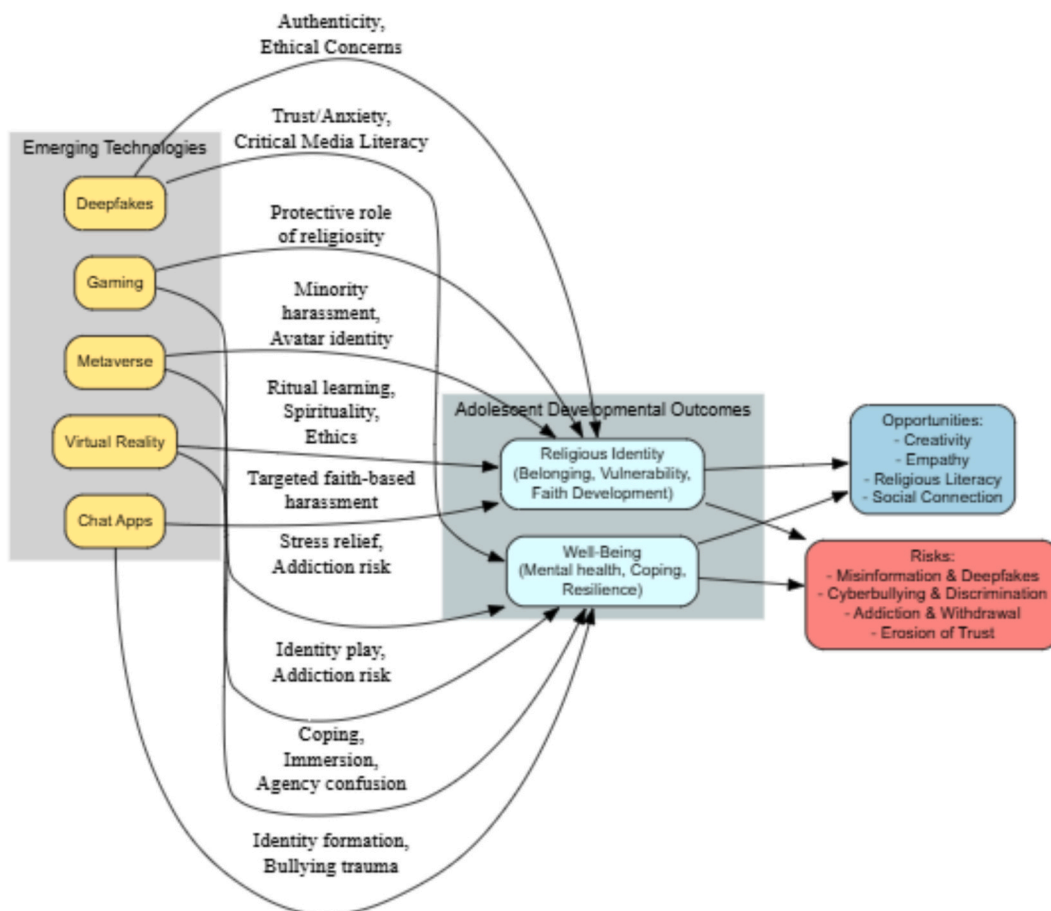 Authenticity,
Ethical Concerns
Trust/Anxiety,
Critical Media Literacy
Emerging Technologies
Deepfakes
Gaming
Metaverse
Virtual Reality
Chat Apps
Protective role
of religiosity
Minority
harassment,
Avatar identity
Ritual learning,
Spirituality,
Ethics
Targeted faith-based
harassment
Stress relief,
Addiction risk
Identity play,
Addiction risk
Coping,
Immersion,
Agency confusion
Identity formation,
Bullying trauma
Adolescent Developmental Outcomes
Religious Identity
(Belonging, Vulnerability,
Faith Development)
Well-Being
(Mental health, Coping,
Resilience)
Opportunities:
- Creativity
- Empathy
- Religious Literacy
- Social Connection
Risks:
- Misinformation & Deepfakes
- Cyberbullying & Discrimination
- Addiction & Withdrawal
- Erosion of Trust